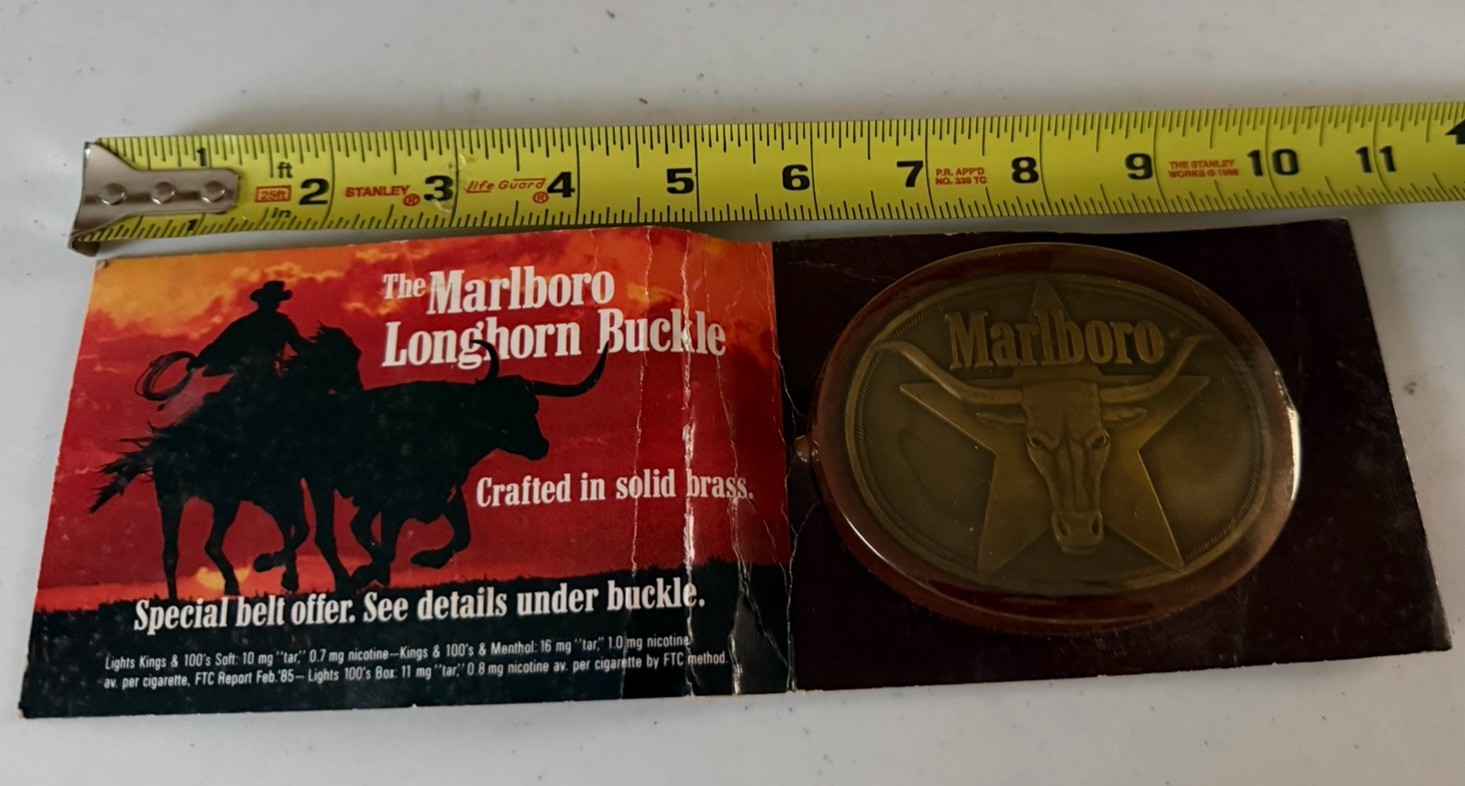 1 ft 2 STANLEY® 3 Life Guard® 4 5 6 7 P.R. APP'D 8 9 THE STANLEY 10 11
25ft NO. 339 TC WORKS © 1986
1 in
The Marlboro
Longhorn Buckle
Crafted in solid brass.
Special belt offer. See details under buckle.
Lights Kings & 100's Soft: 10 mg "tar," 0.7 mg nicotine—Kings & 100's & Menthol: 16 mg "tar," 1.0 mg nicotine
av. per cigarette, FTC Report Feb. '85— Lights 100's Box: 11 mg "tar," 0.8 mg nicotine av. per cigarette by FTC method.
Marlboro